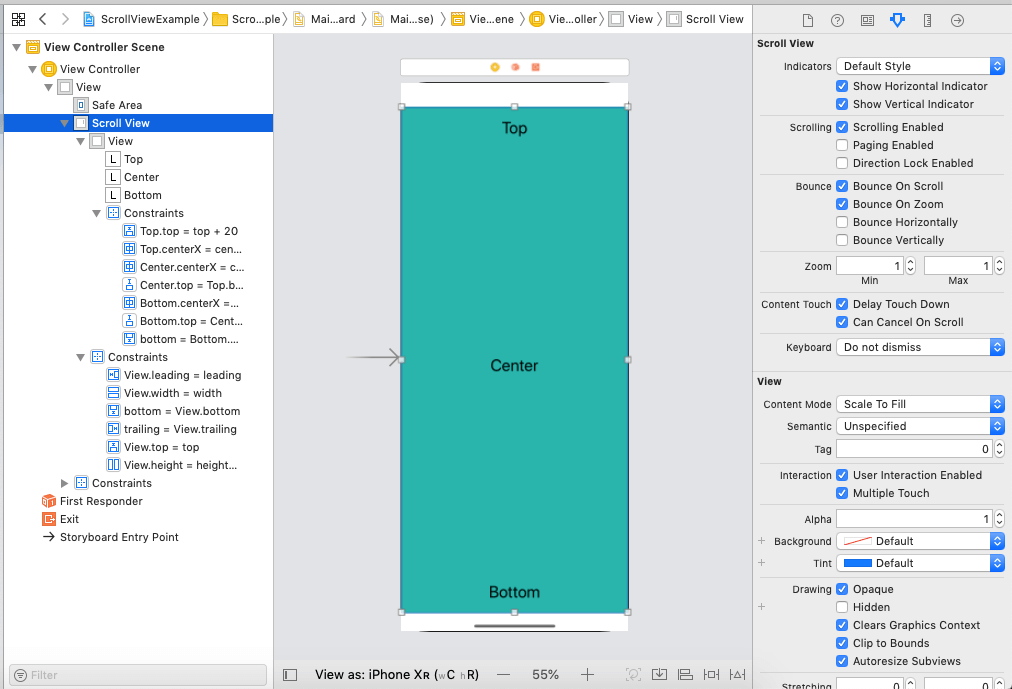 ScrollViewExample
Scro...ple
Mai...ard
Mai...se)
Vie...ene
V...oller
View
Scroll View
View Controller Scene
View Controller
View
Safe Area
Scroll View
View
L Top
L Center
L Bottom
Constraints
Top.top = top + 20
Top.centerX = cen...
Center.centerX = c...
Center.top = Top.b...
Bottom.centerX =...
Bottom.top = Cent...
bottom = Bottom....
Constraints
View.leading = leading
View.width = width
bottom = View.bottom
trailing = View.trailing
View.top = top
View.height = height...
Constraints
First Responder
Exit
Storyboard Entry Point
Filter
Top
Center
Bottom
View as: iPhone XR (wC hR)
55%
Scroll View
Indicators Default Style
Show Horizontal Indicator
Show Vertical Indicator
Scrolling Scrolling Enabled
Paging Enabled
Direction Lock Enabled
Bounce Bounce On Scroll
Bounce On Zoom
Bounce Horizontally
Bounce Vertically
Zoom 1 1
Min Max
Content Touch Delay Touch Down
Can Cancel On Scroll
Keyboard Do not dismiss
View
Content Mode Scale To Fill
Semantic Unspecified
Tag 0
Interaction User Interaction Enabled
Multiple Touch
Alpha 1
+ Background Default
+ Tint Default
Drawing Opaque
+ Hidden
Clears Graphics Context
Clip to Bounds
Autoresize Subviews
Stretching 0 0